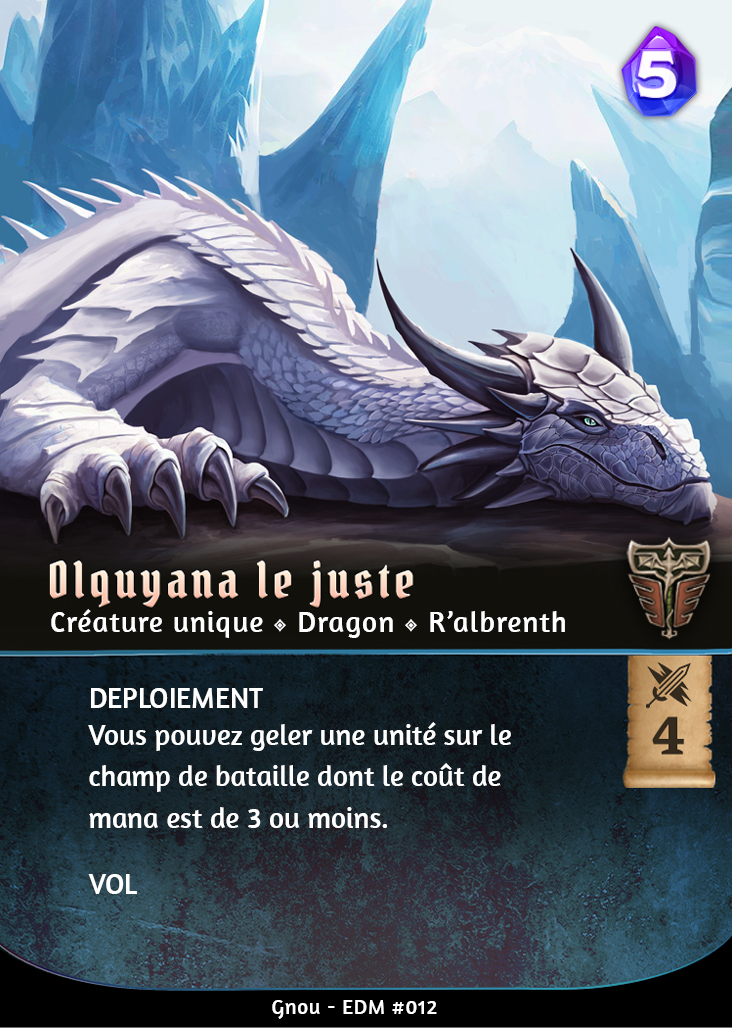 5
Olquyana le juste
Créature unique ◈ Dragon ◈ R’albrenth
DEPLOIEMENT
4
Vous pouvez geler une unité sur le
champ de bataille dont le coût de
mana est de 3 ou moins.
VOL
Gnou - EDM #012